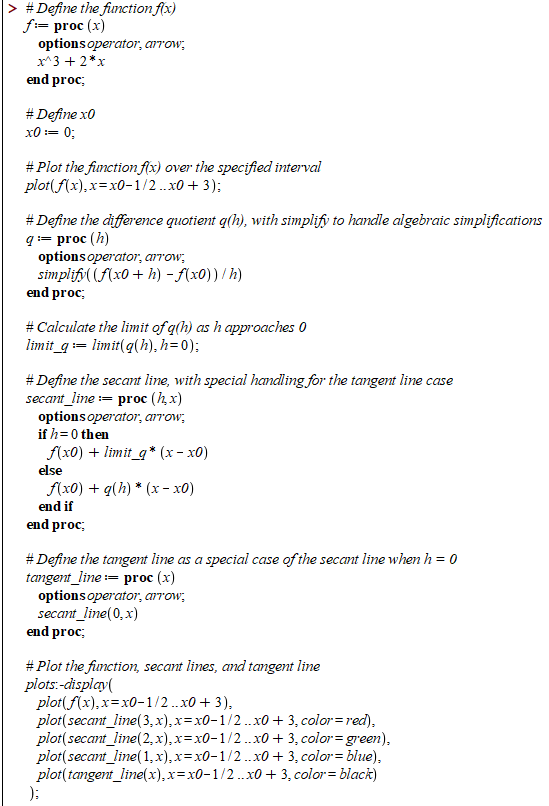 > # Define the function f(x)
f := proc (x)
options operator, arrow;
x^3 + 2*x
end proc;
# Define x0
x0 := 0;
# Plot the function f(x) over the specified interval
plot(f(x), x = x0-1/2 .. x0 + 3);
# Define the difference quotient q(h), with simplify to handle algebraic simplifications
q := proc (h)
options operator, arrow;
simplify((f(x0 + h) - f(x0)) / h)
end proc;
# Calculate the limit of q(h) as h approaches 0
limit_q := limit(q(h), h = 0);
# Define the secant line, with special handling for the tangent line case
secant_line := proc (h, x)
options operator, arrow;
if h = 0 then
f(x0) + limit_q * (x - x0)
else
f(x0) + q(h) * (x - x0)
end if
end proc;
# Define the tangent line as a special case of the secant line when h = 0
tangent_line := proc (x)
options operator, arrow;
secant_line(0, x)
end proc;
# Plot the function, secant lines, and tangent line
plots:-display(
plot(f(x), x = x0-1/2 .. x0 + 3),
plot(secant_line(3, x), x = x0-1/2 .. x0 + 3, color = red),
plot(secant_line(2, x), x = x0-1/2 .. x0 + 3, color = green),
plot(secant_line(1, x), x = x0-1/2 .. x0 + 3, color = blue),
plot(tangent_line(x), x = x0-1/2 .. x0 + 3, color = black)
);